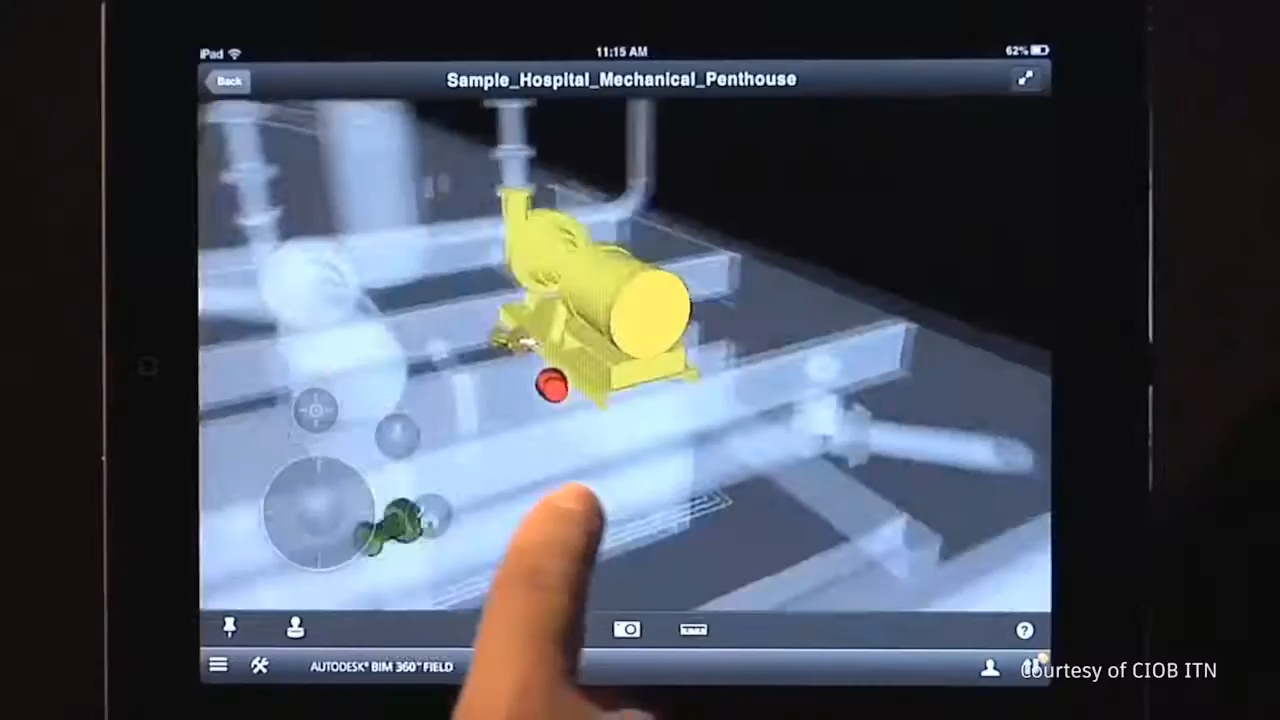 iPad
11:15 AM
62%
Back
Sample_Hospital_Mechanical_Penthouse
?
AUTODESK® BIM 360™ FIELD
Courtesy of CIOB ITN